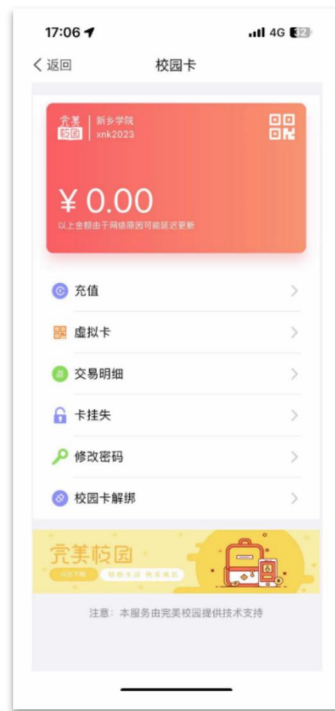 17:06
4G 32
返回
校园卡
完美校园
新乡学院
xnk2023
¥ 0.00
以上金额由于网络原因可能延迟更新
充值
虚拟卡
交易明细
卡挂失
修改密码
校园卡解绑
完美校园
注意：本服务由完美校园提供技术支持